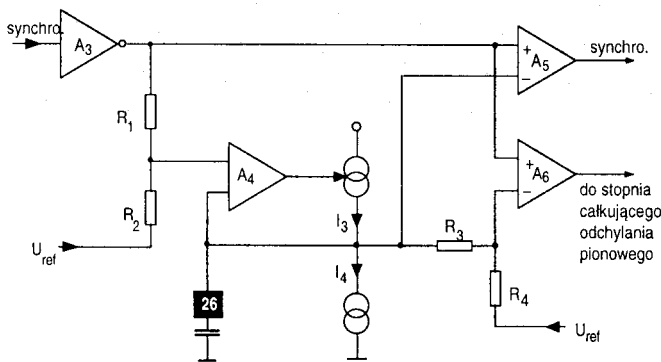 synchro.
A3
R1
R2
Uref
A4
I3
I4
26
R3
R4
Uref
+
A5
−
synchro.
+
A6
−
do stopnia
całkującego
odchylania
pionowego